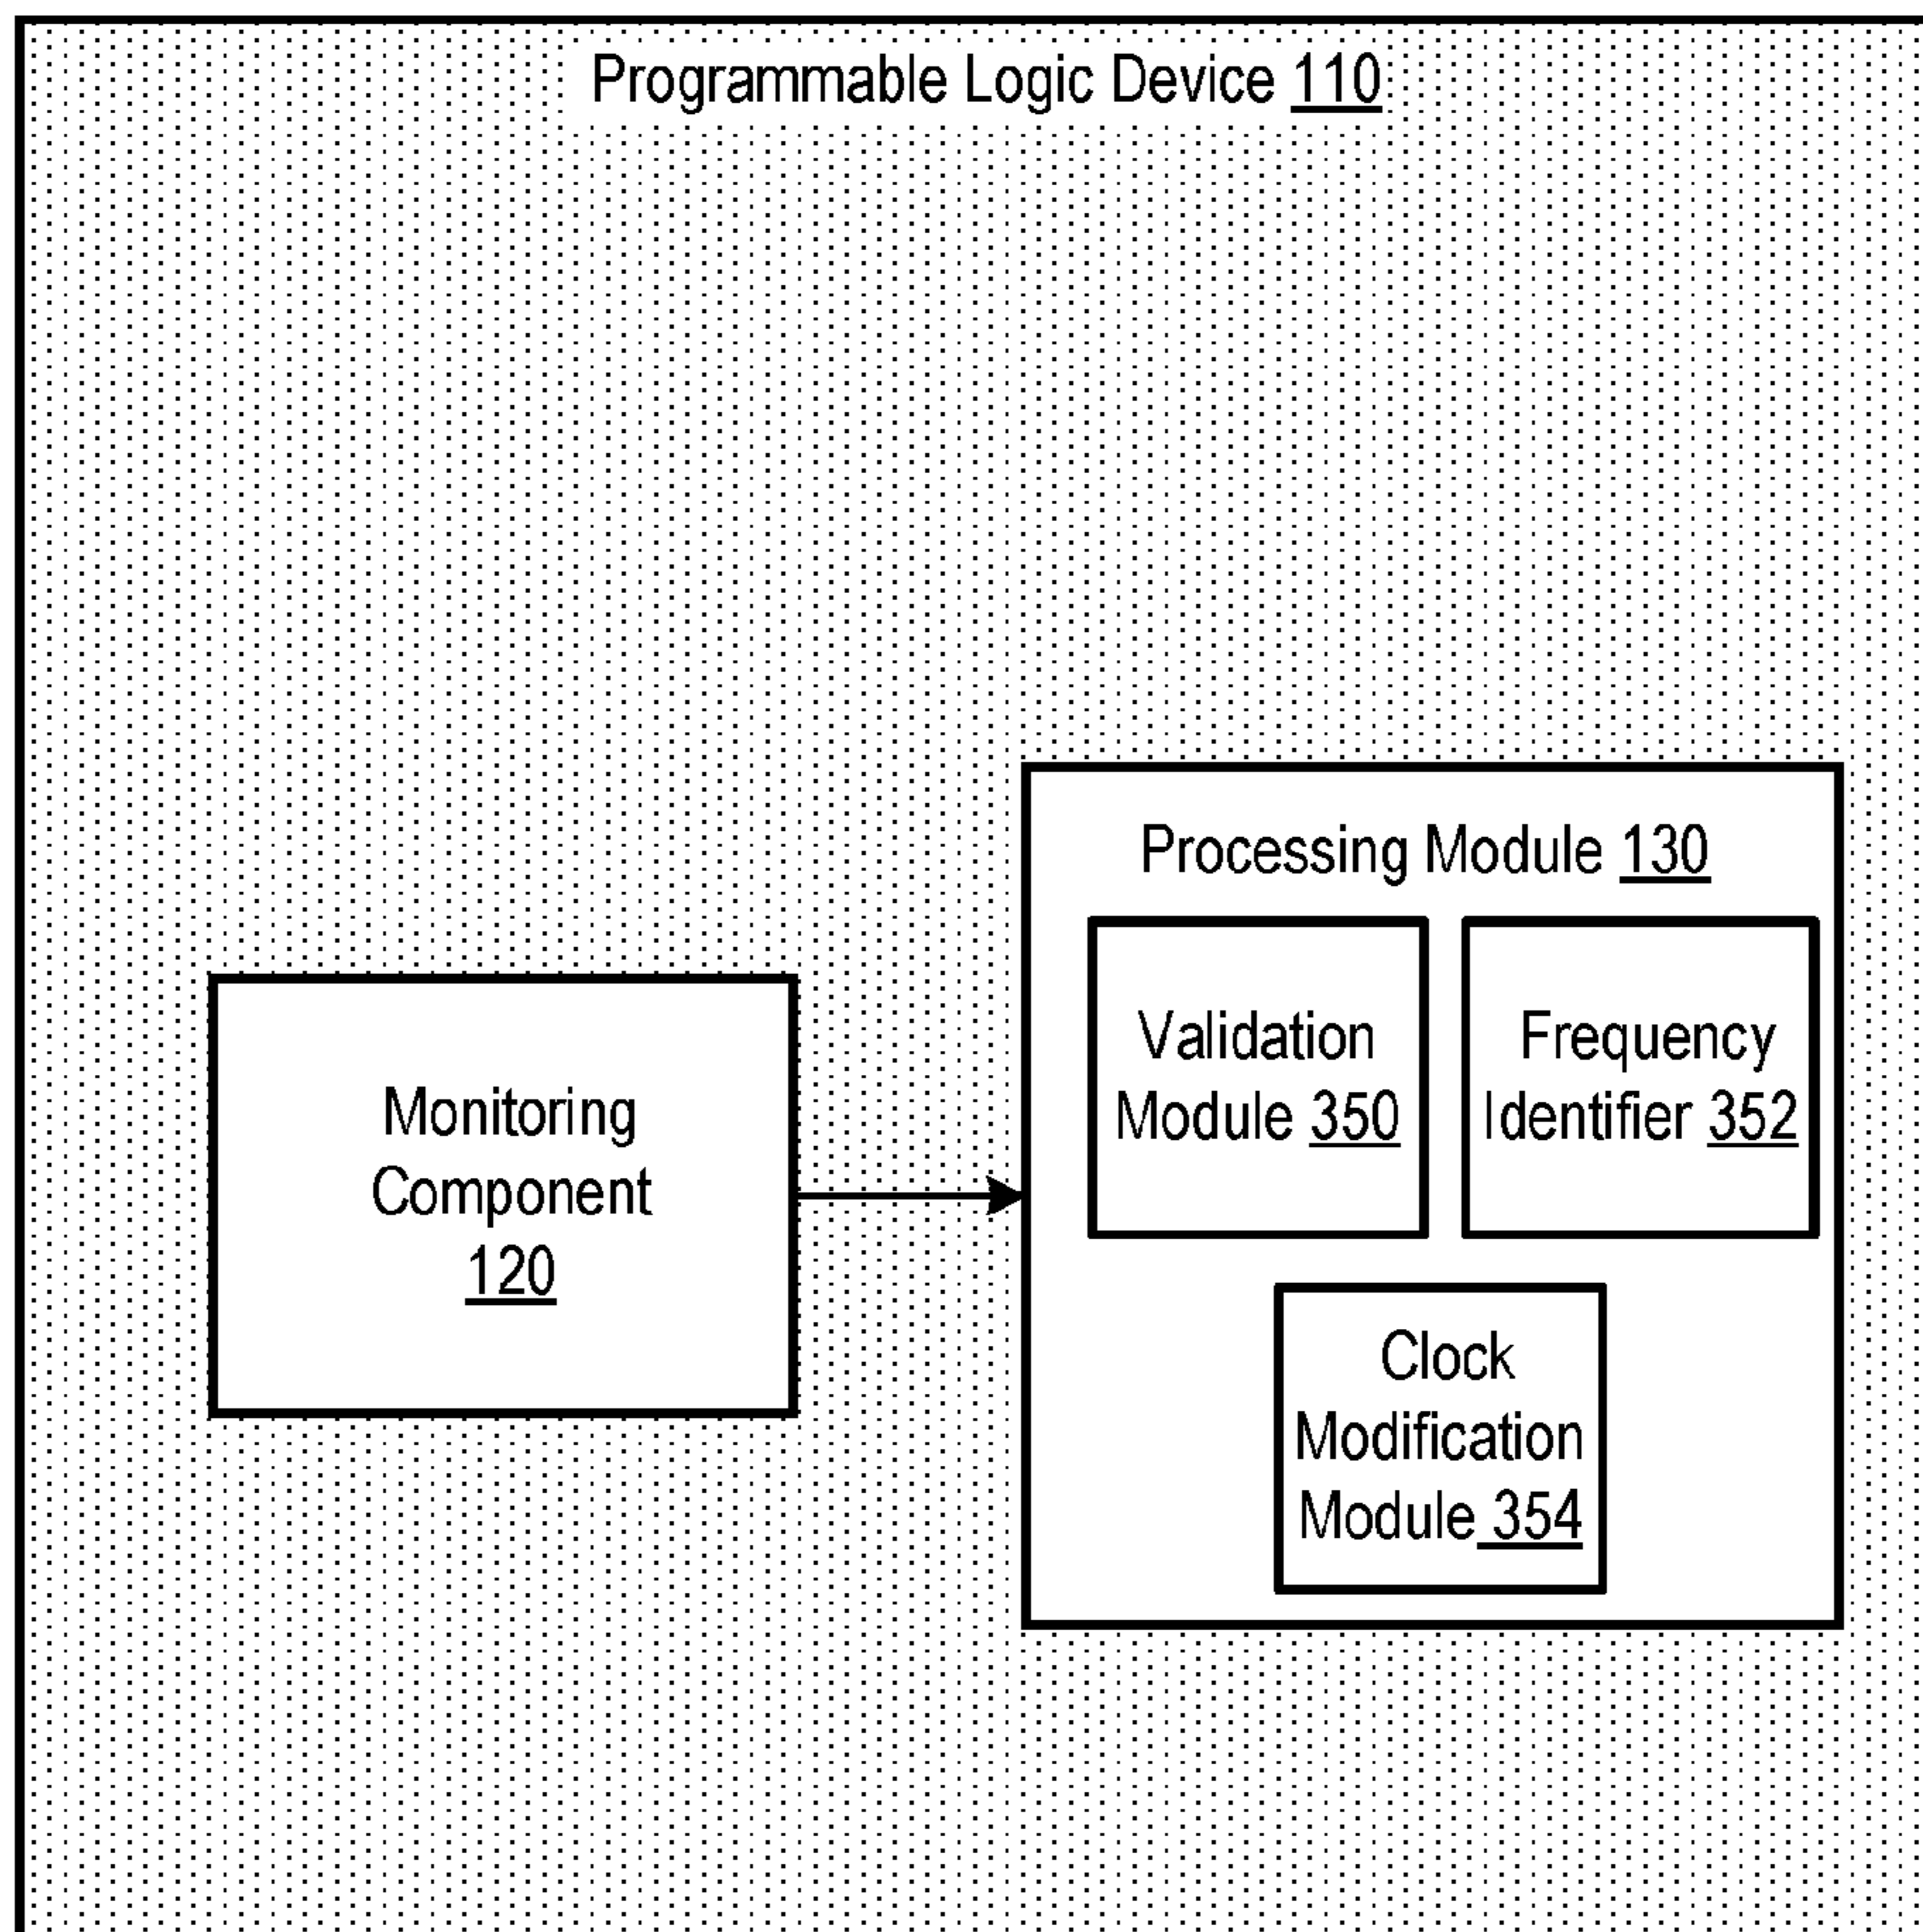 Programmable Logic Device 110
Processing Module 130
Validation
Module 350
Frequency
Identifier 352
Monitoring
Component
120
Clock
Modification
Module 354